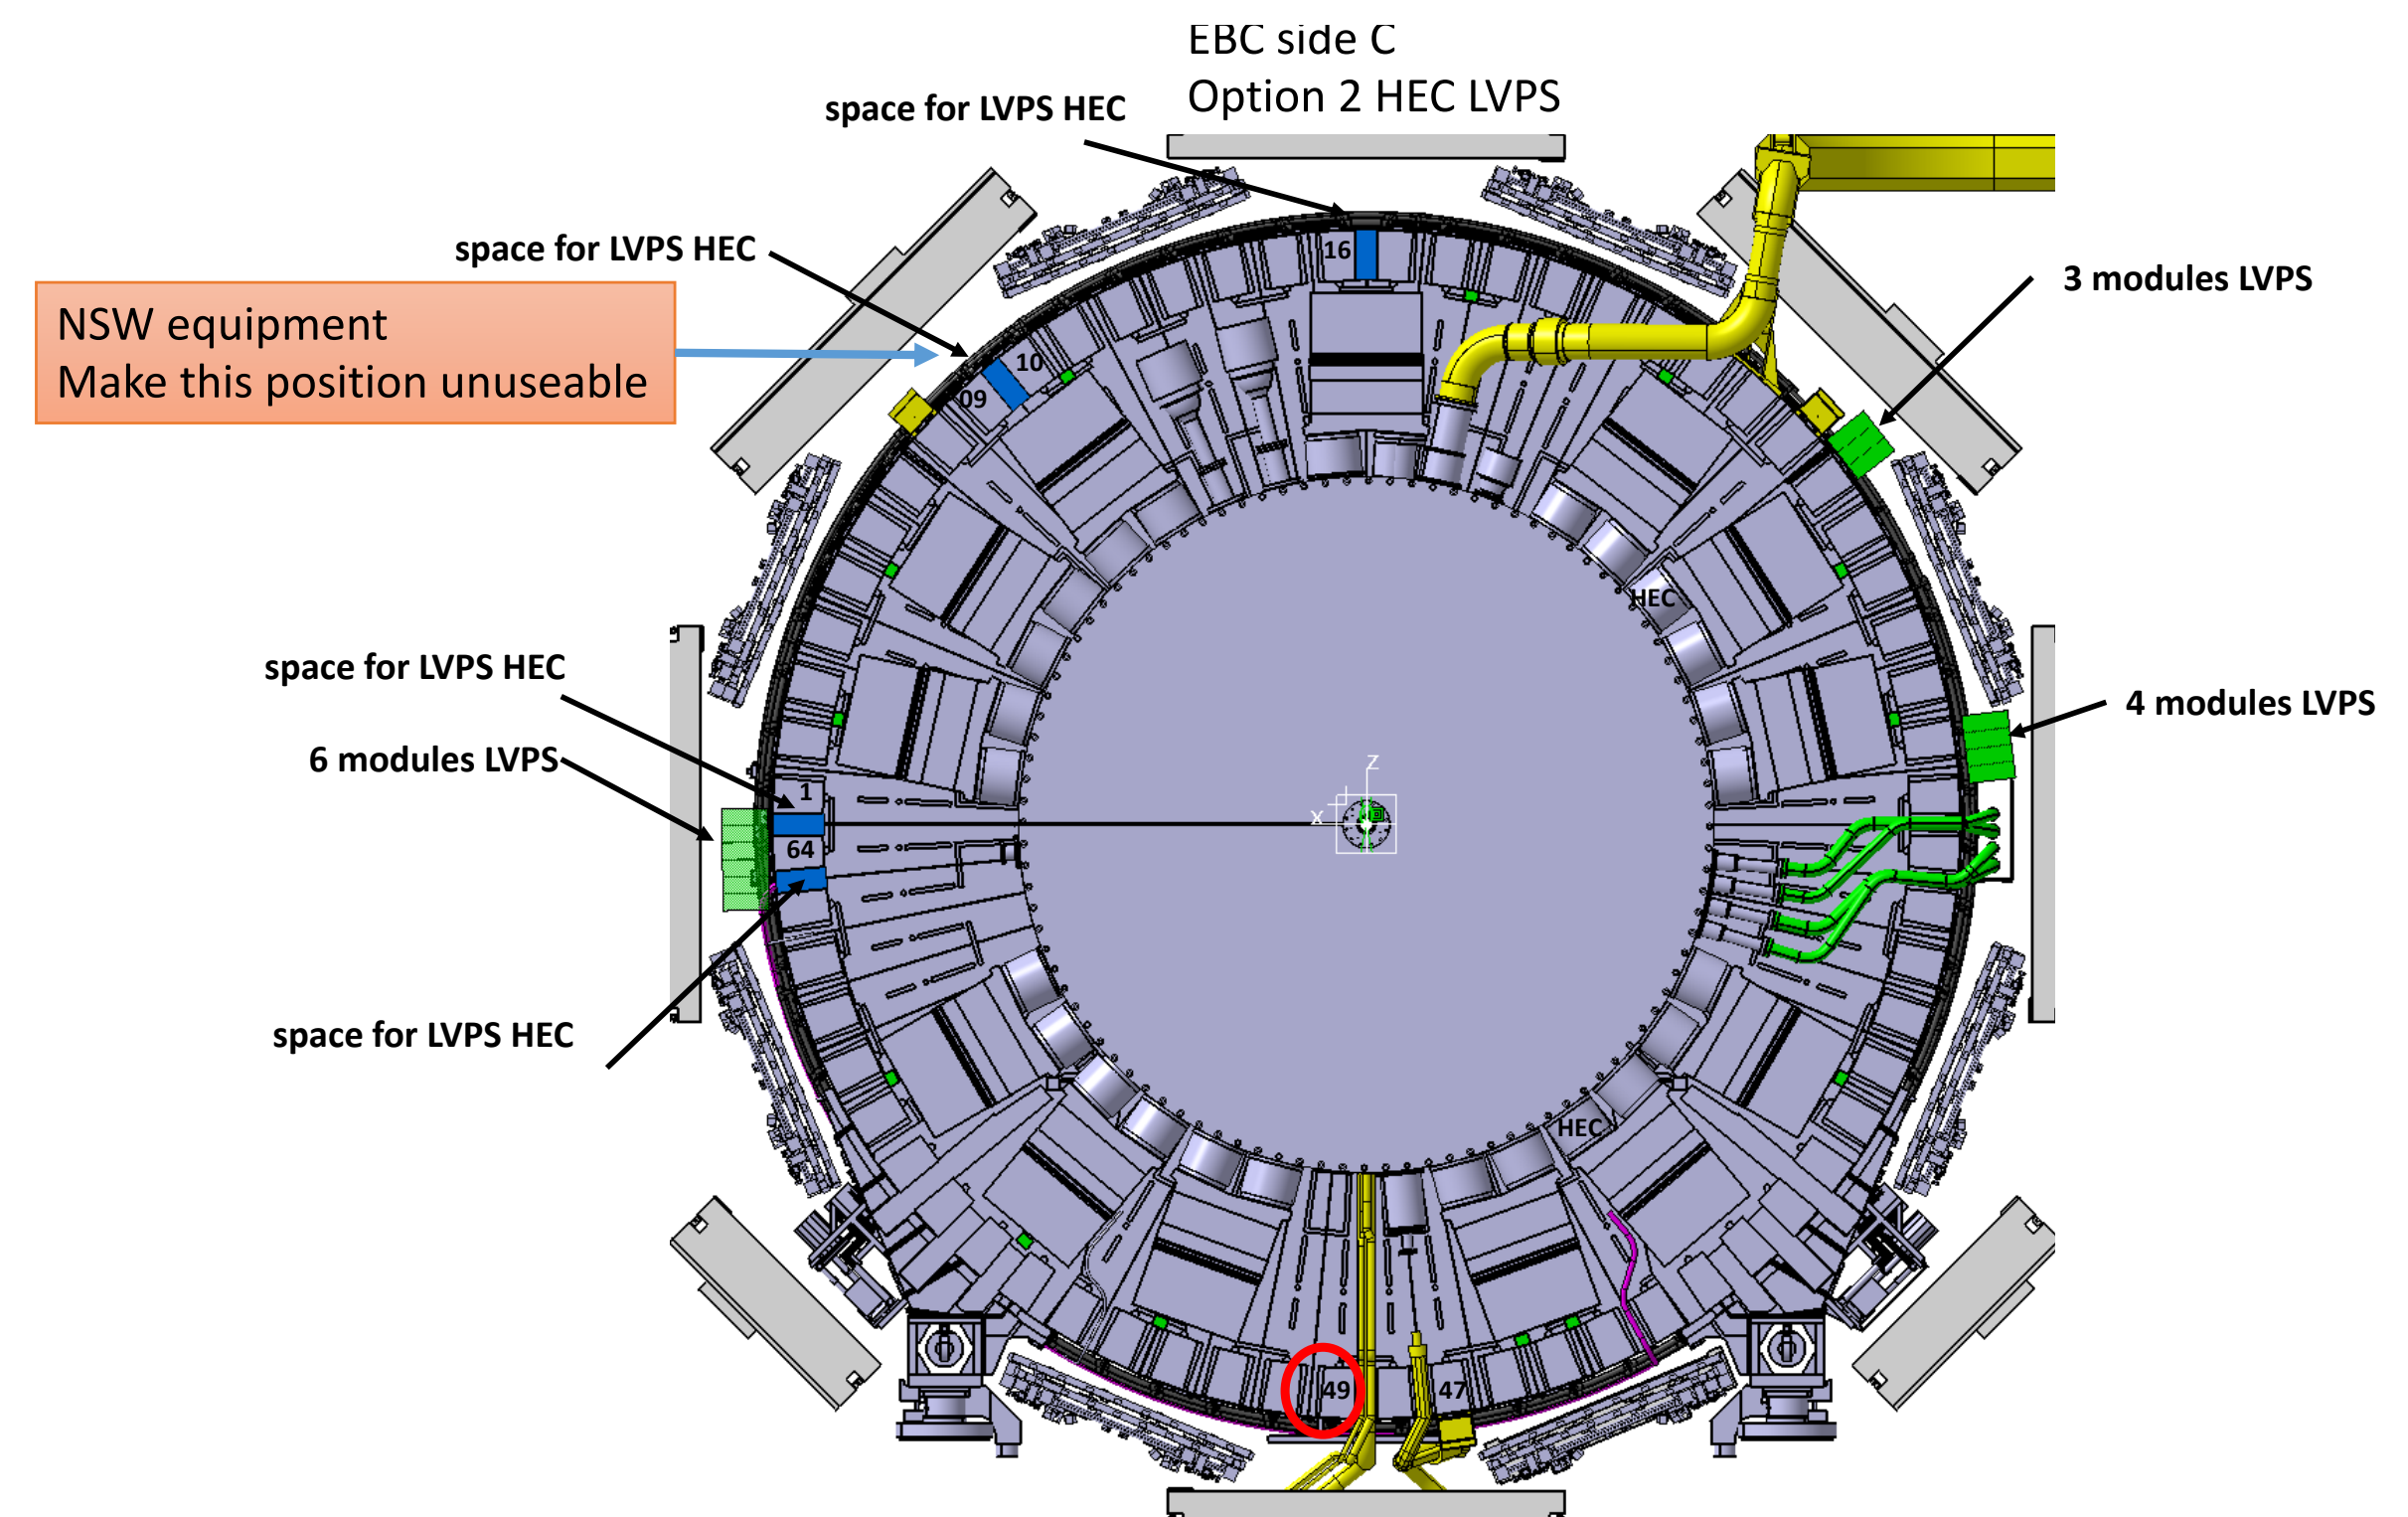 EBC side C
Option 2 HEC LVPS
space for LVPS HEC
space for LVPS HEC
16
3 modules LVPS
NSW equipment
Make this position unuseable
10
09
HEC
space for LVPS HEC
4 modules LVPS
6 modules LVPS
1
Z
X
64
space for LVPS HEC
HEC
49
47